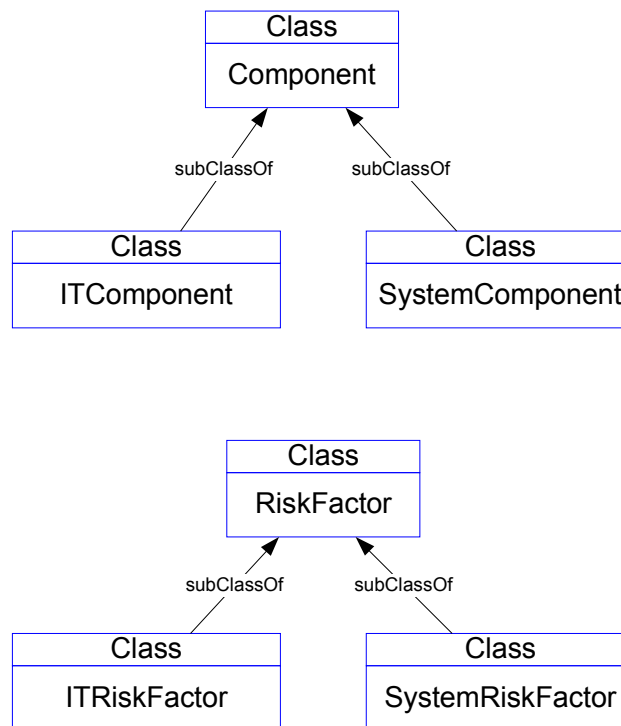 Class
Component
subClassOf
subClassOf
Class
ITComponent
Class
SystemComponent
Class
RiskFactor
subClassOf
subClassOf
Class
ITRiskFactor
Class
SystemRiskFactor